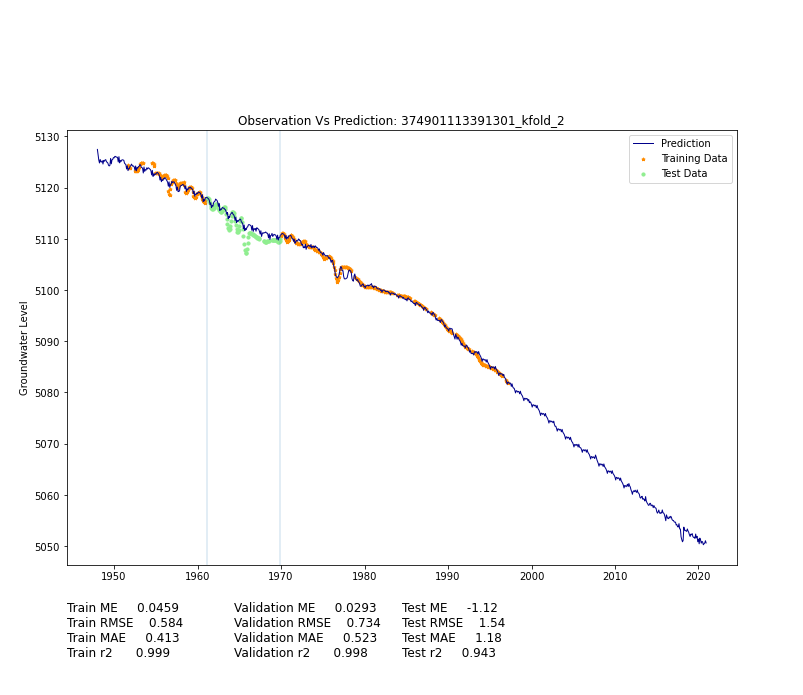 Observation Vs Prediction: 374901113391301_kfold_2
Prediction
Training Data
Test Data
Groundwater Level
5130
5120
5110
5100
5090
5080
5070
5060
5050
1950 1960 1970 1980 1990 2000 2010 2020
Train ME 0.0459 Validation ME 0.0293 Test ME -1.12
Train RMSE 0.584 Validation RMSE 0.734 Test RMSE 1.54
Train MAE 0.413 Validation MAE 0.523 Test MAE 1.18
Train r2 0.999 Validation r2 0.998 Test r2 0.943